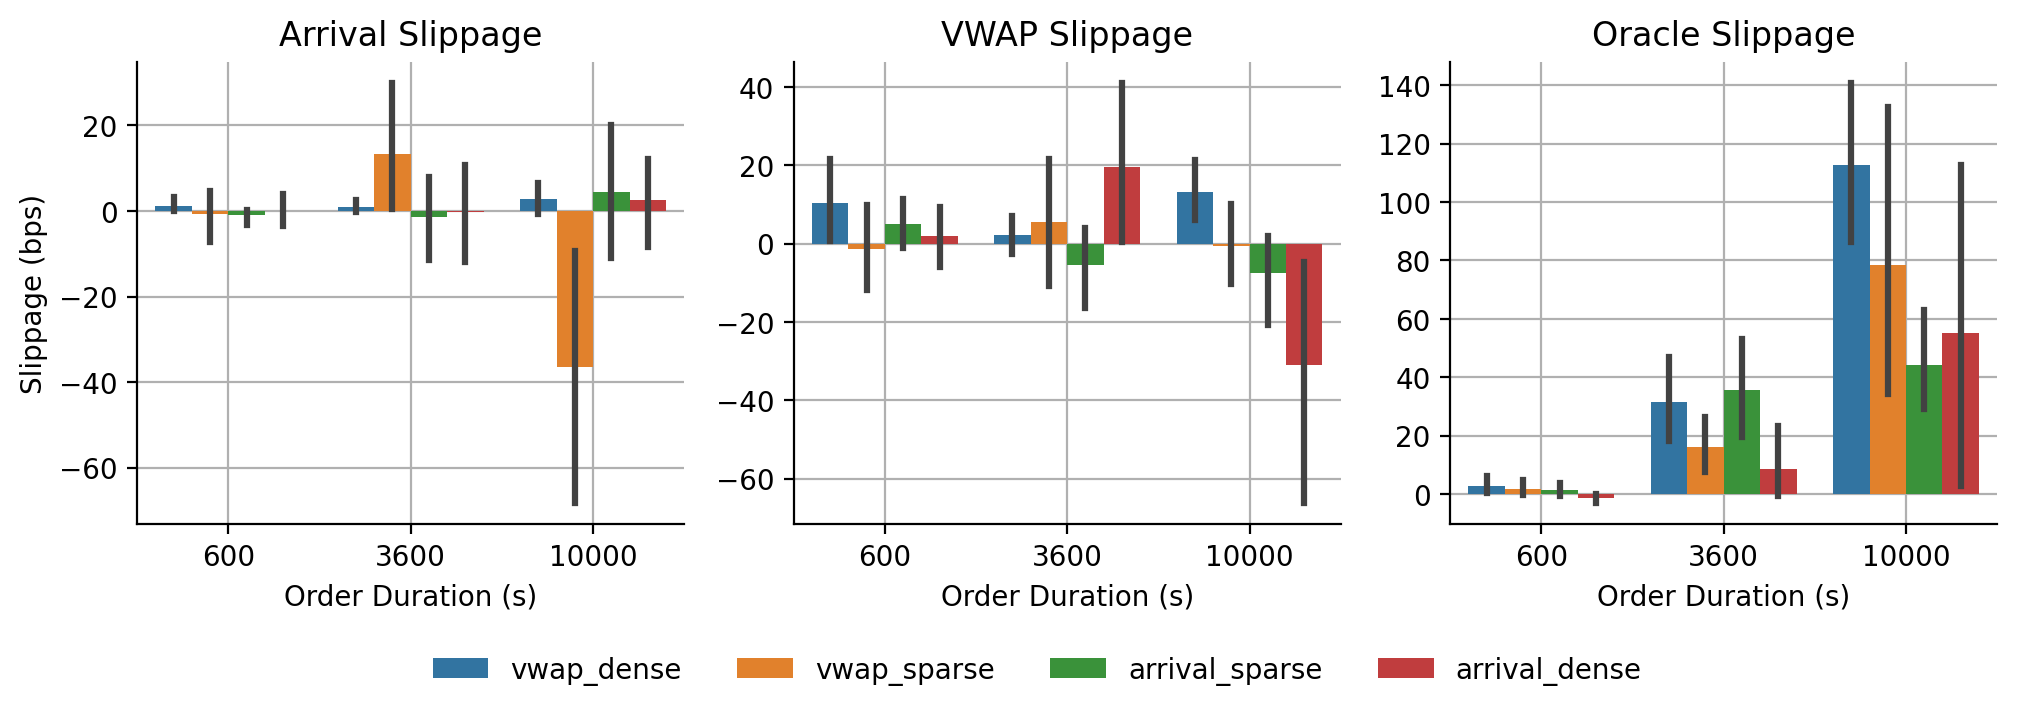 Arrival Slippage
VWAP Slippage
Oracle Slippage
Slippage (bps)
20
0
−20
−40
−60
40
20
0
−20
−40
−60
140
120
100
80
60
40
20
0
600
3600
10000
600
3600
10000
600
3600
10000
Order Duration (s)
Order Duration (s)
Order Duration (s)
vwap_dense
vwap_sparse
arrival_sparse
arrival_dense